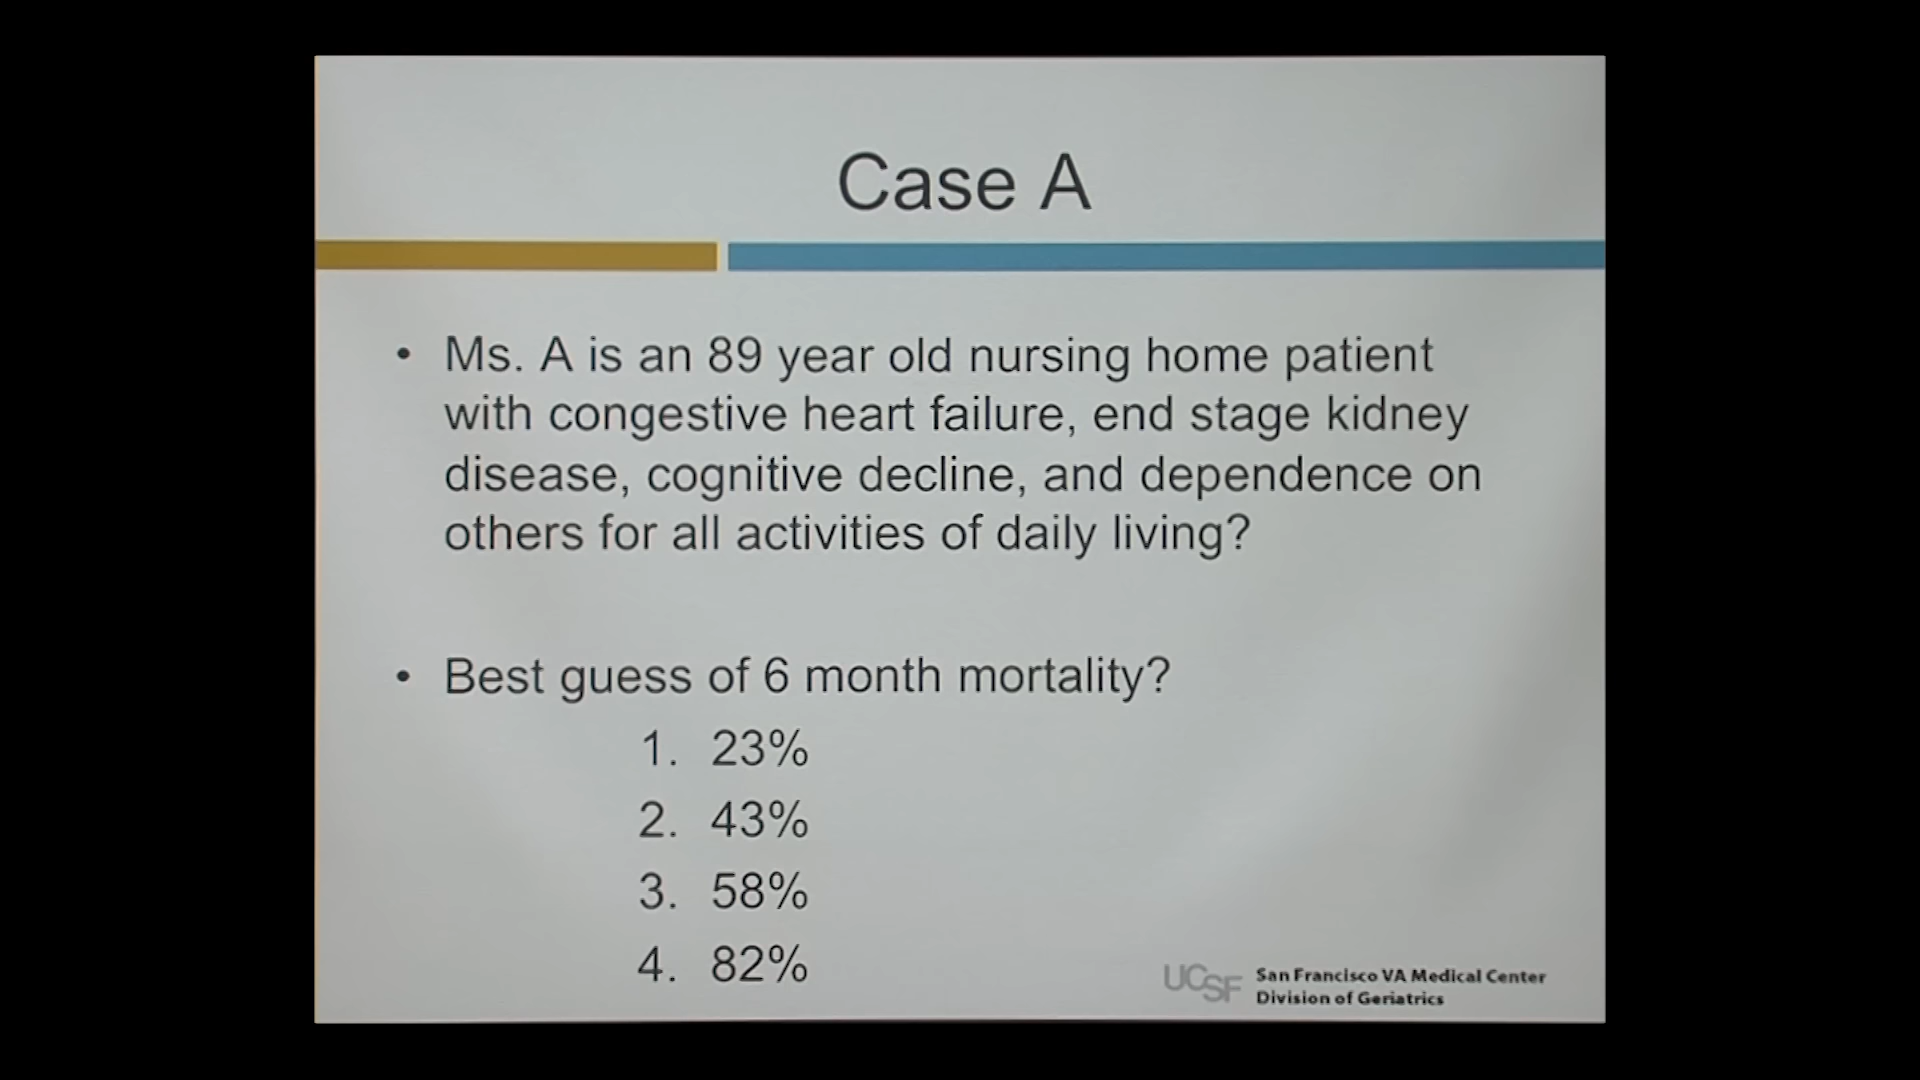 Case A
• Ms. A is an 89 year old nursing home patient
with congestive heart failure, end stage kidney
disease, cognitive decline, and dependence on
others for all activities of daily living?
• Best guess of 6 month mortality?
1. 23%
2. 43%
3. 58%
4. 82%
UCSF San Francisco VA Medical Center
Division of Geriatrics